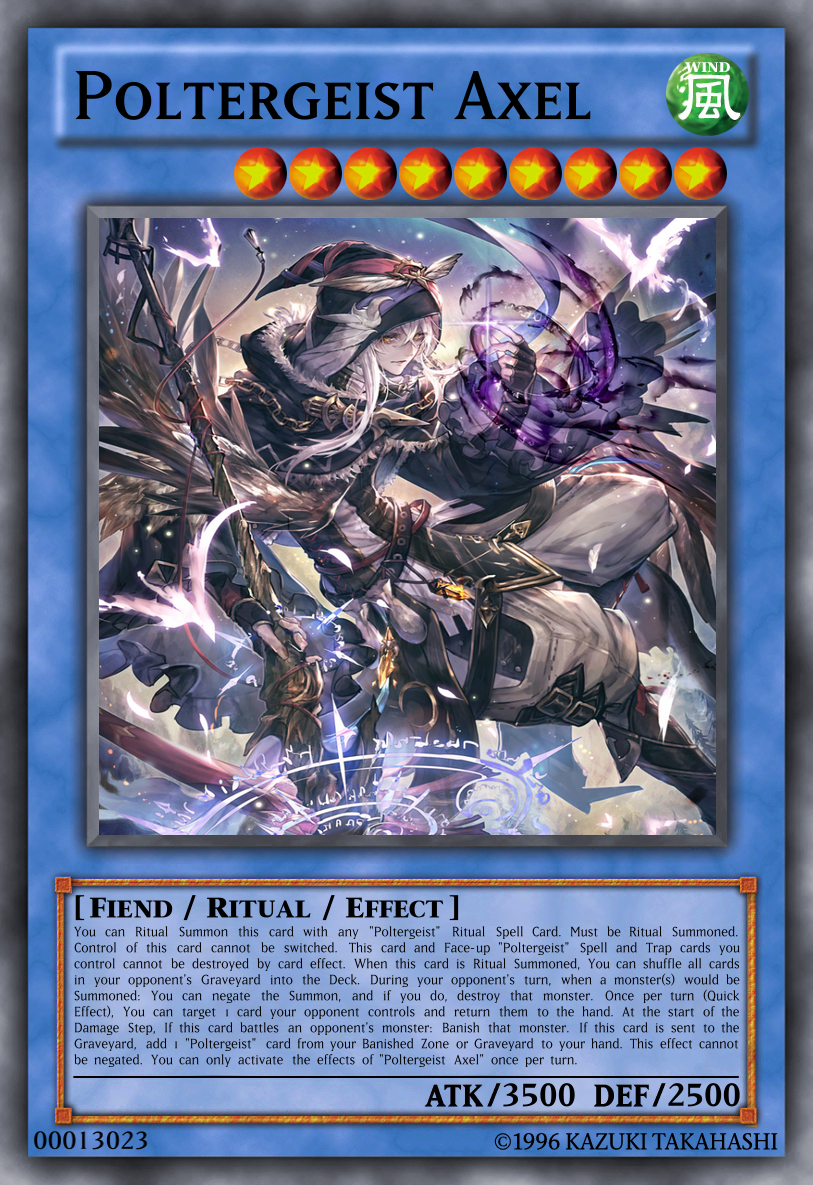 Poltergeist Axel
WIND
風
[ Fiend / Ritual / Effect ]
You can Ritual Summon this card with any "Poltergeist" Ritual Spell Card. Must be Ritual Summoned.
Control of this card cannot be switched. This card and Face-up "Poltergeist" Spell and Trap cards you
control cannot be destroyed by card effect. When this card is Ritual Summoned, You can shuffle all cards
in your opponent's Graveyard into the Deck. During your opponent's turn, when a monster(s) would be
Summoned: You can negate the Summon, and if you do, destroy that monster. Once per turn (Quick
Effect), You can target 1 card your opponent controls and return them to the hand. At the start of the
Damage Step, If this card battles an opponent's monster: Banish that monster. If this card is sent to the
Graveyard, add 1 "Poltergeist" card from your Banished Zone or Graveyard to your hand. This effect cannot
be negated. You can only activate the effects of "Poltergeist Axel" once per turn.
ATK/3500 DEF/2500
00013023
©1996 KAZUKI TAKAHASHI